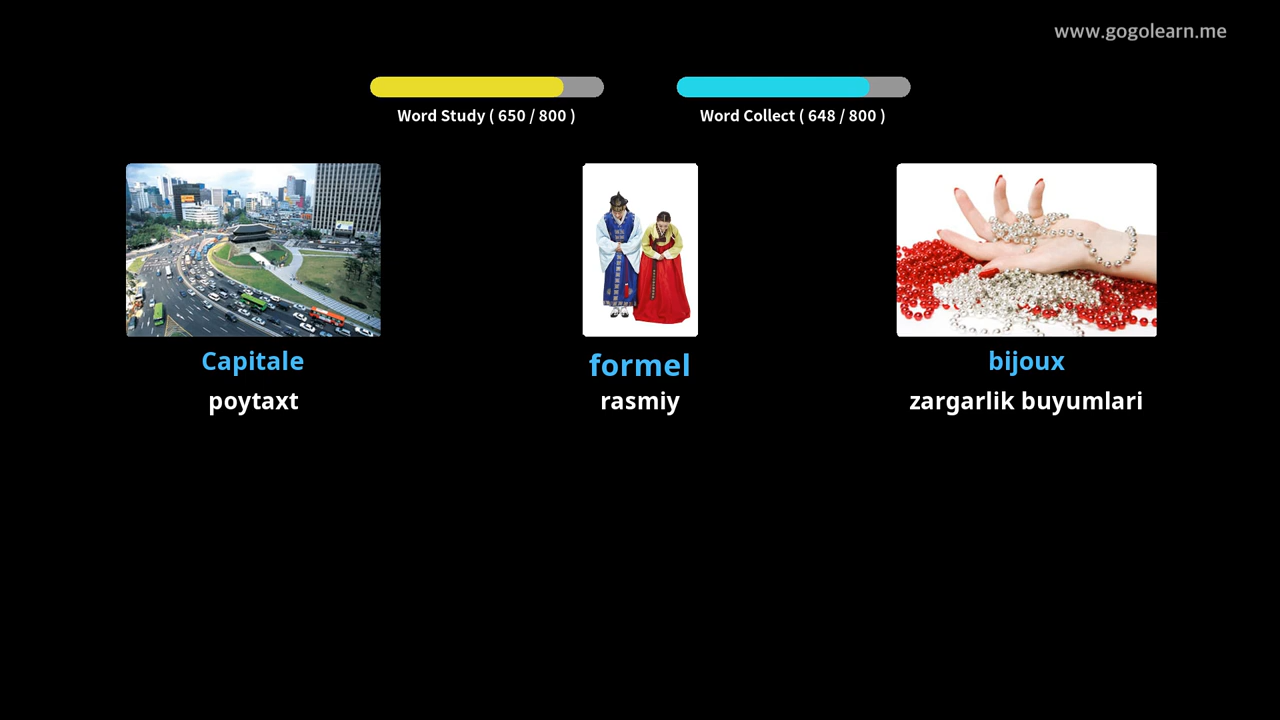 www.gogolearn.me
Word Study ( 650 / 800 )
Word Collect ( 648 / 800 )
Capitale
formel
bijoux
poytaxt
rasmiy
zargarlik buyumlari